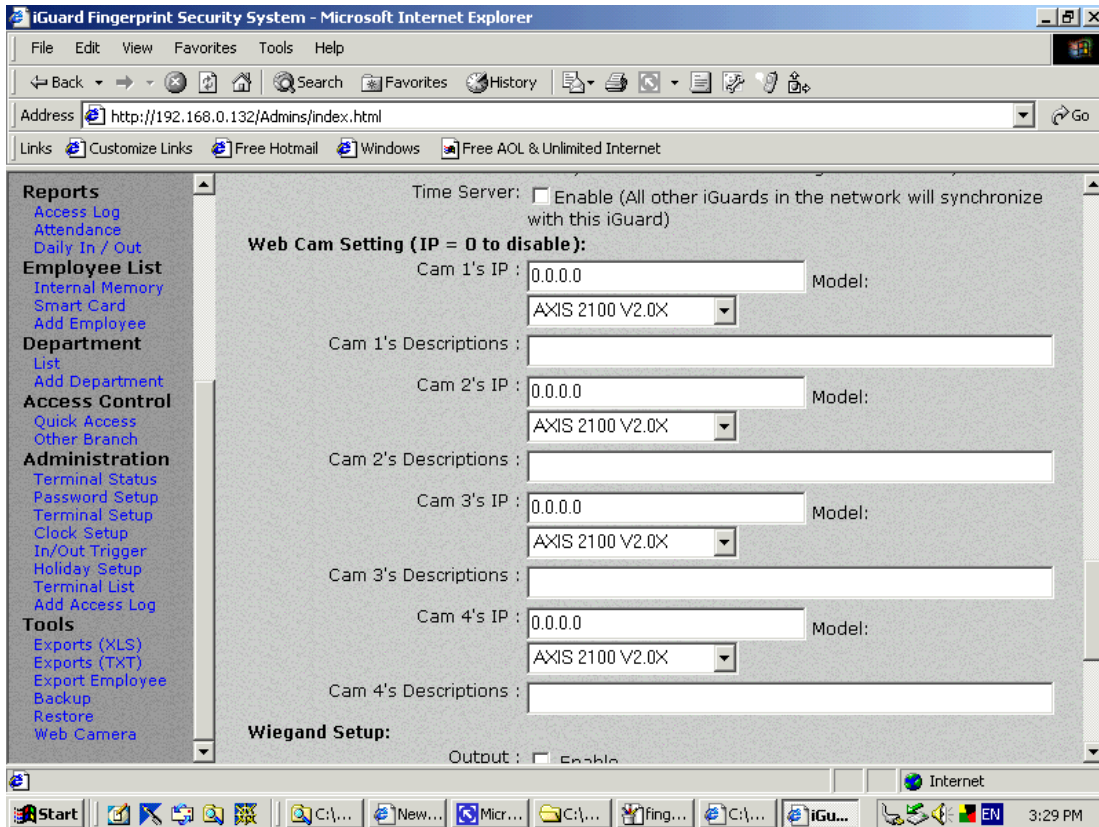 iGuard Fingerprint Security System - Microsoft Internet Explorer
File Edit View Favorites Tools Help
Back Search Favorites History
Address http://192.168.0.132/Admins/index.html Go
Links Customize Links Free Hotmail Windows Free AOL & Unlimited Internet
Reports
Access Log
Attendance
Daily In / Out
Employee List
Internal Memory
Smart Card
Add Employee
Department
List
Add Department
Access Control
Quick Access
Other Branch
Administration
Terminal Status
Password Setup
Terminal Setup
Clock Setup
In/Out Trigger
Holiday Setup
Terminal List
Add Access Log
Tools
Exports (XLS)
Exports (TXT)
Export Employee
Backup
Restore
Web Camera
Time Server: Enable (All other iGuards in the network will synchronize
with this iGuard)
Web Cam Setting (IP = 0 to disable):
Cam 1's IP : 0.0.0.0 Model:
AXIS 2100 V2.0X
Cam 1's Descriptions :
Cam 2's IP : 0.0.0.0 Model:
AXIS 2100 V2.0X
Cam 2's Descriptions :
Cam 3's IP : 0.0.0.0 Model:
AXIS 2100 V2.0X
Cam 3's Descriptions :
Cam 4's IP : 0.0.0.0 Model:
AXIS 2100 V2.0X
Cam 4's Descriptions :
Wiegand Setup:
Output : Enable
Internet
Start C:\... New... Micr... C:\... fing... C:\... iGu... EN 3:29 PM